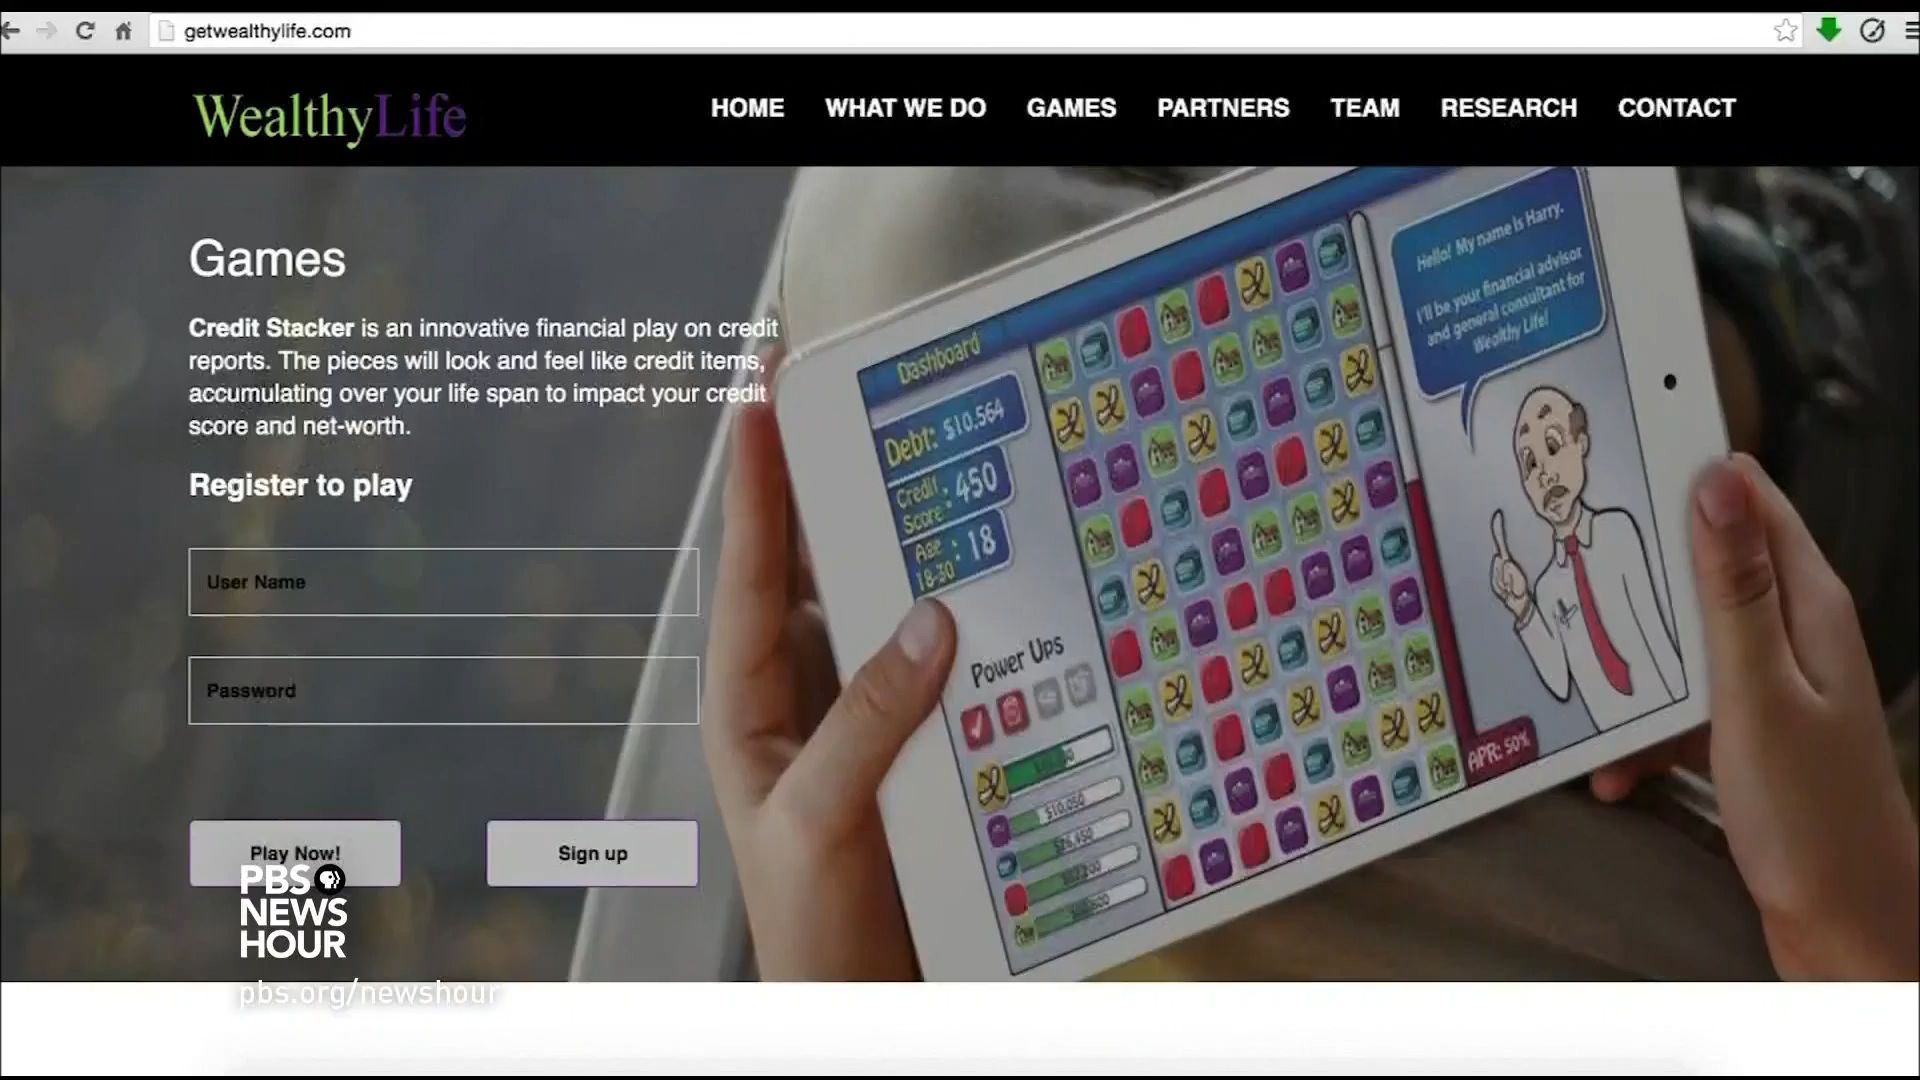 getwealthylife.com
WealthyLife
HOME WHAT WE DO GAMES PARTNERS TEAM RESEARCH CONTACT
Games
Credit Stacker is an innovative financial play on credit
reports. The pieces will look and feel like credit items,
accumulating over your life span to impact your credit
score and net-worth.
Register to play
User Name
Password
Play Now!
Sign up
PBS
NEWS
HOUR
pbs.org/newshour
Dashboard
Debt: $10,564
Credit
Score: 450
Age : 18
18-30
Power Ups
$10,050
$26,450
Hello! My name is Harry.
I'll be your financial advisor
and general consultant for
Wealthy Life!
APR: 50%